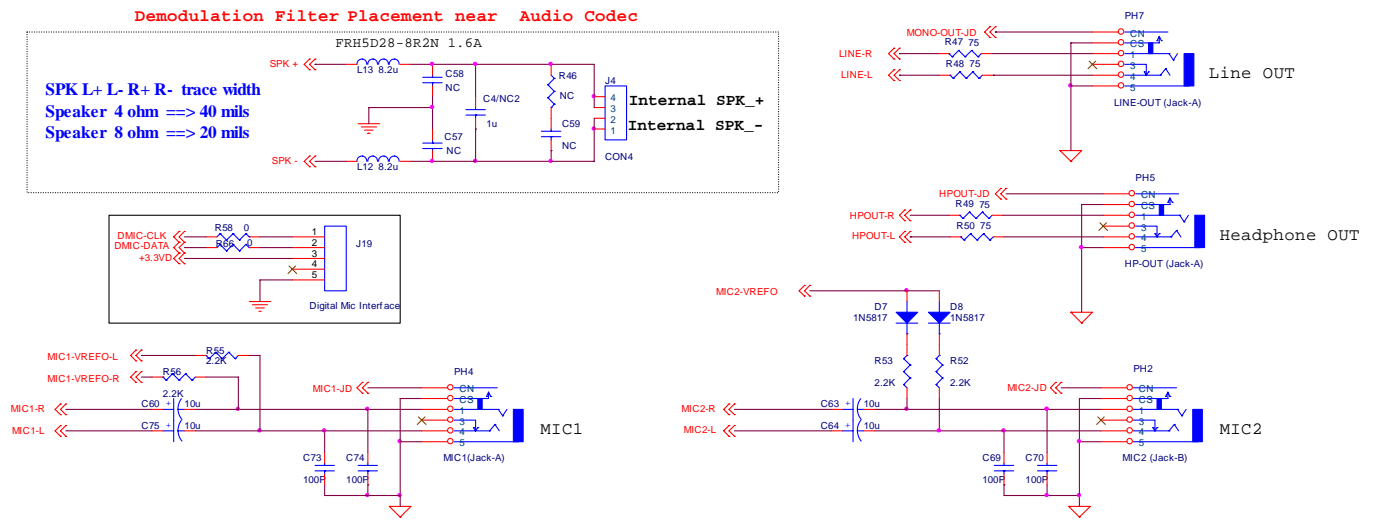 Demodulation Filter Placement near Audio Codec
FRH5D28-8R2N 1.6A
SPK +
L13 8.2u
C58
NC
C4/NC2
1u
R46
NC
C57
NC
C59
NC
J4
4
3
2
1
CON4
Internal SPK_+
Internal SPK_-
SPK -
L12 8.2u
SPK L+ L- R+ R- trace width
Speaker 4 ohm ==> 40 mils
Speaker 8 ohm ==> 20 mils
PH7
MONO-OUT-JD
CN
CS
LINE-R
R47 75
1
3
LINE-L
R48 75
4
5
LINE-OUT (Jack-A)
Line OUT
DMIC-CLK
R58 0
1
DMIC-DATA
R66 0
2
+3.3VD
3
4
5
J19
Digital Mic Interface
PH5
HPOUT-JD
CN
CS
HPOUT-R
R49 75
1
3
HPOUT-L
R50 75
4
5
HP-OUT (Jack-A)
Headphone OUT
MIC1-VREFO-L
R55
2.2K
MIC1-VREFO-R
R56
2.2K
MIC1-JD
PH4
CN
CS
MIC1-R
C60 + 10u
1
3
MIC1-L
C75 + 10u
4
5
C73
100P
C74
100P
MIC1(Jack-A)
MIC1
MIC2-VREFO
D7
1N5817
D8
1N5817
R53
2.2K
R52
2.2K
MIC2-JD
PH2
CN
CS
MIC2-R
C63 + 10u
1
3
MIC2-L
C64 + 10u
4
5
C69
100P
C70
100P
MIC2 (Jack-B)
MIC2